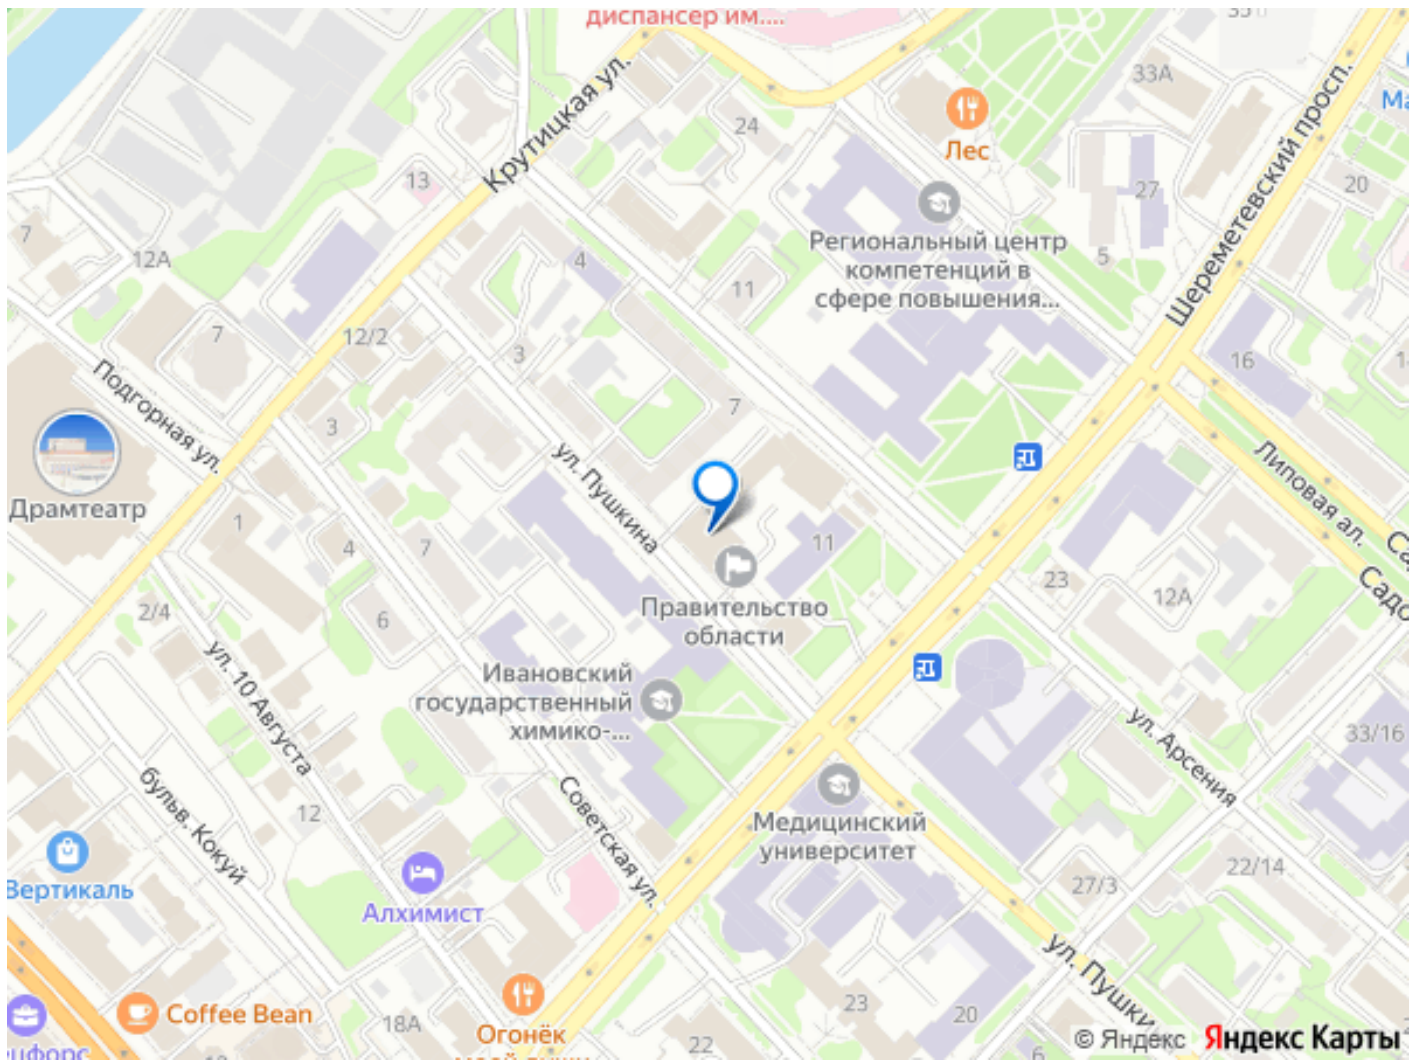 диспансер им....
33А
Ма
24
Лес
Крутицкая ул.
13
27
20
Шереметевский просп.
7
12А
4
11
Региональный центр
компетенций в
сфере повышения...
5
7
12/2
3
16
Подгорная ул.
3
7
Драмтеатр
ул. Пушкина
Липовая ал.
1
4
7
11
Правительство
области
23
12А
Садо
2/4
6
ул. 10 Августа
Ивановский
государственный
химико-...
ул. Арсения
33/16
бульв. Кокуй
12
Советская ул.
Медицинский
университет
Вертикаль
Алхимист
27/3
22/14
ул. Пушки
Coffee Bean
18А
Огонёк
22
23
20
6
© Яндекс Яндекс Карты